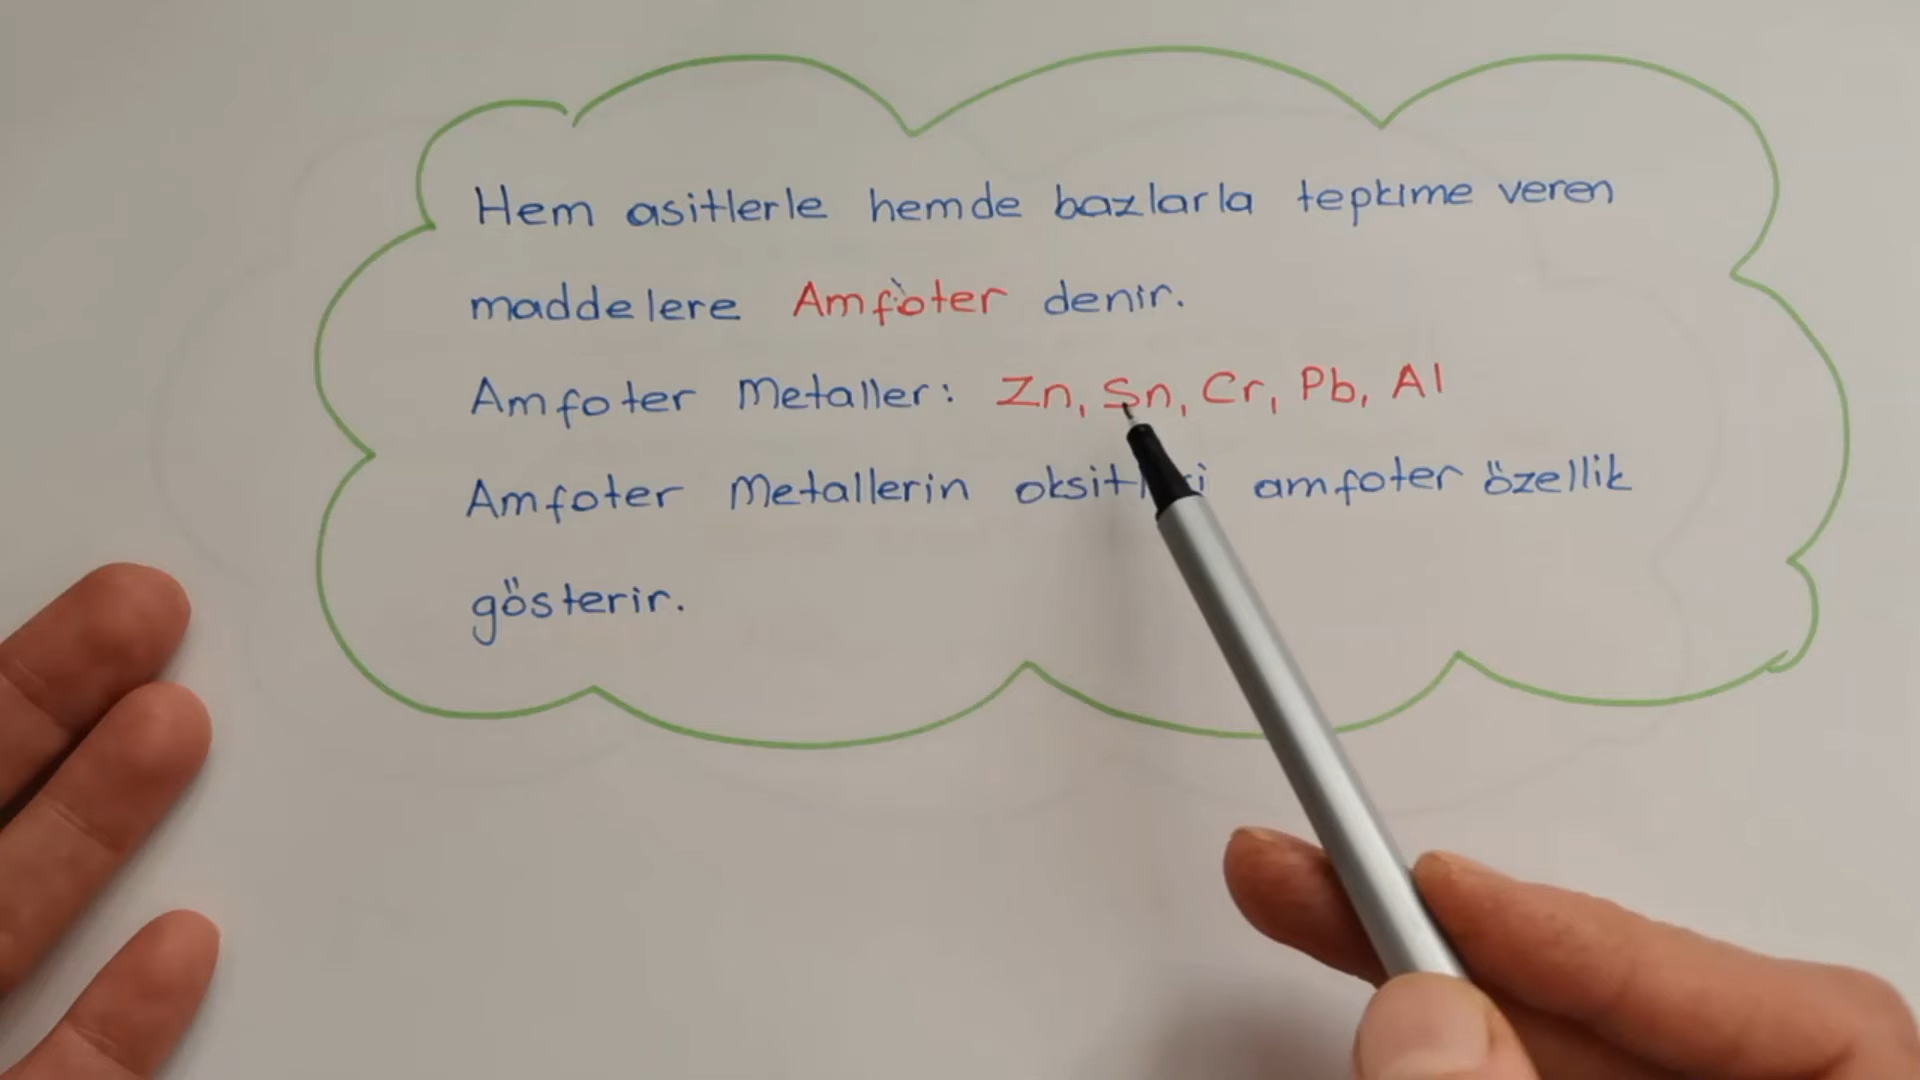 Hem asitlerle hemde bazlarla tepkime veren
maddelere Amfoter denir.
Amfoter Metaller: Zn, Sn, Cr, Pb, Al
Amfoter Metallerin oksitleri amfoter özellik
gösterir.